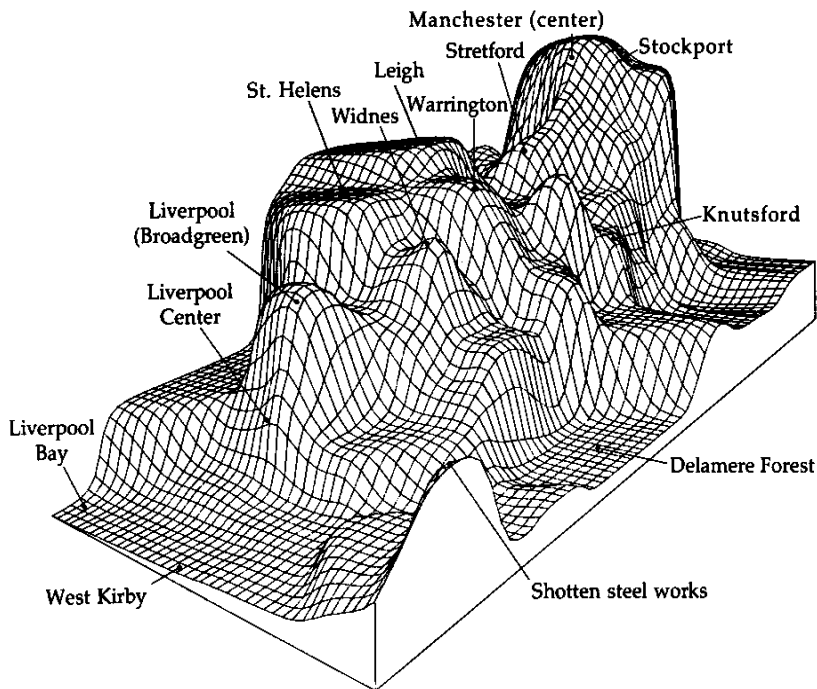 Manchester (center)
Stretford
Stockport
Leigh
St. Helens
Widnes
Warrington
Liverpool
(Broadgreen)
Knutsford
Liverpool
Center
Liverpool
Bay
Delamere Forest
West Kirby
Shotten steel works